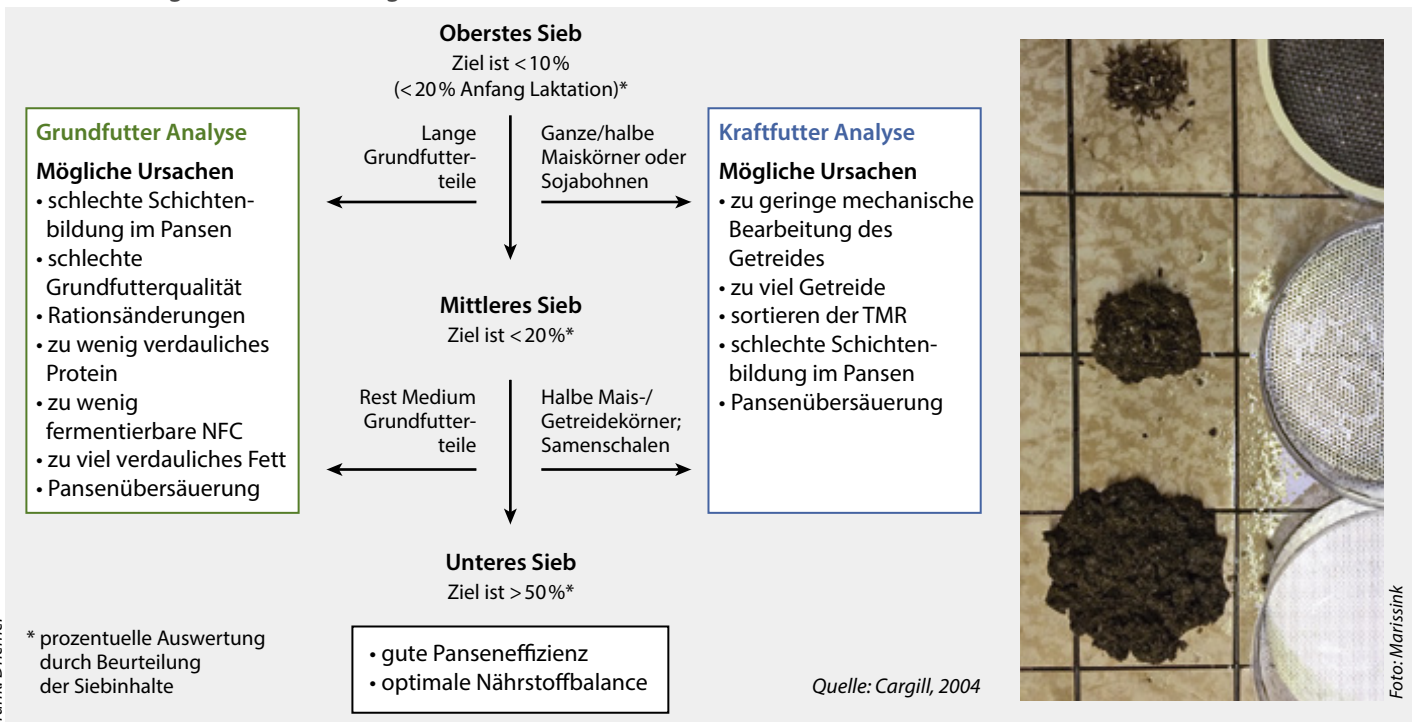 Oberstes Sieb
Ziel ist < 10 %
(< 20 % Anfang Laktation)*
Grundfutter Analyse
Mögliche Ursachen
• schlechte Schichten-
bildung im Pansen
• schlechte
Grundfutterqualität
• Rationsänderungen
• zu wenig verdauliches
Protein
• zu wenig
fermentierbare NFC
• zu viel verdauliches Fett
• Pansenübersäuerung
Lange
Grundfutter-
teile
Ganze/halbe
Maiskörner oder
Sojabohnen
Kraftfutter Analyse
Mögliche Ursachen
• zu geringe mechanische
Bearbeitung des
Getreides
• zu viel Getreide
• sortieren der TMR
• schlechte Schichten-
bildung im Pansen
• Pansenübersäuerung
Mittleres Sieb
Ziel ist < 20 %*
Rest Medium
Grundfutter-
teile
Halbe Mais-/
Getreidekörner;
Samenschalen
Unteres Sieb
Ziel ist > 50 %*
• gute Panseneffizienz
• optimale Nährstoffbalance
* prozentuelle Auswertung
durch Beurteilung
der Siebinhalte
Quelle: Cargill, 2004
Foto: Marissink